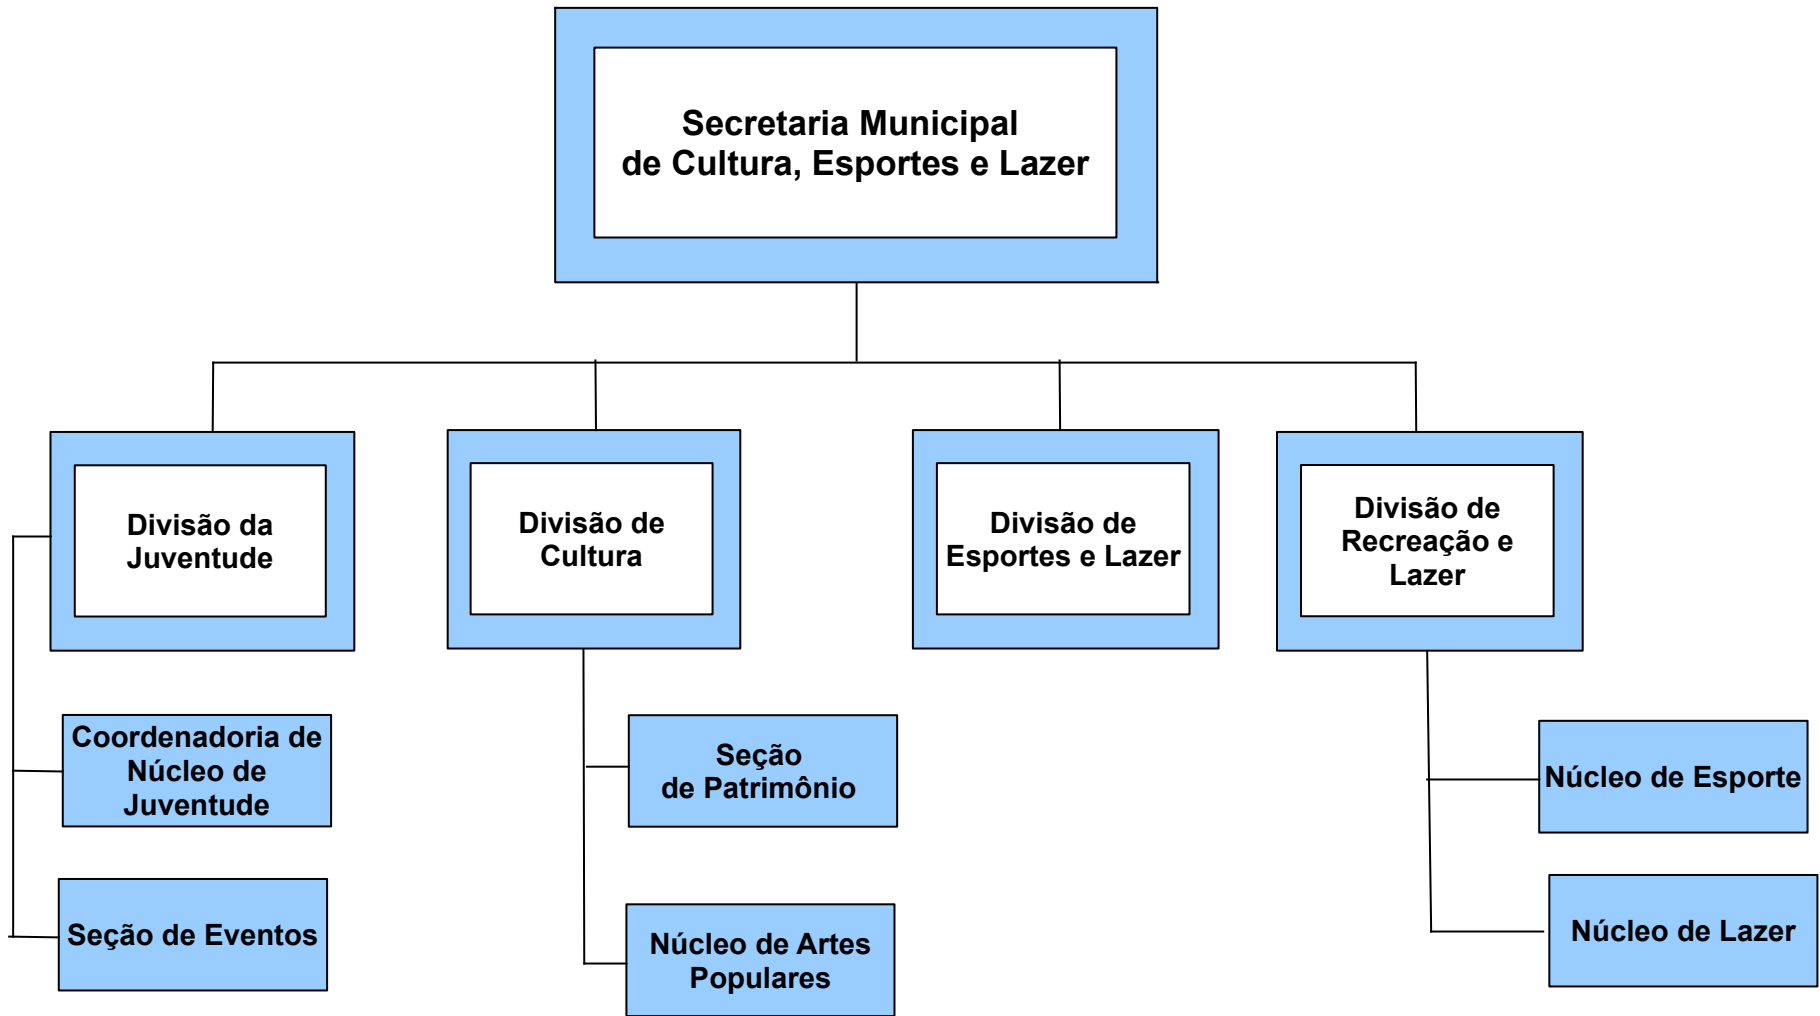 Secretaria Municipal
de Cultura, Esportes e Lazer
Divisão da
Juventude
Divisão de
Cultura
Divisão de
Esportes e Lazer
Divisão de
Recreação e
Lazer
Coordenadoria de
Núcleo de
Juventude
Seção
de Patrimônio
Núcleo de Esporte
Seção de Eventos
Núcleo de Artes
Populares
Núcleo de Lazer